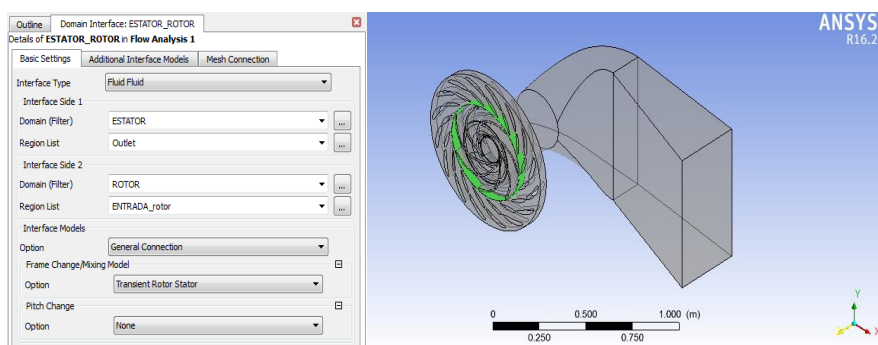 Outline Domain Interface: ESTATOR_ROTOR
Details of ESTATOR_ROTOR in Flow Analysis 1
Basic Settings Additional Interface Models Mesh Connection
Interface Type Fluid Fluid
Interface Side 1
Domain (Filter) ESTATOR ...
Region List Outlet ...
Interface Side 2
Domain (Filter) ROTOR ...
Region List ENTRADA_rotor ...
Interface Models
Option General Connection
Frame Change/Mixing Model
Option Transient Rotor Stator
Pitch Change
Option None
ANSYS
R16.2
0 0.500 1.000 (m)
0.250 0.750
Y
X